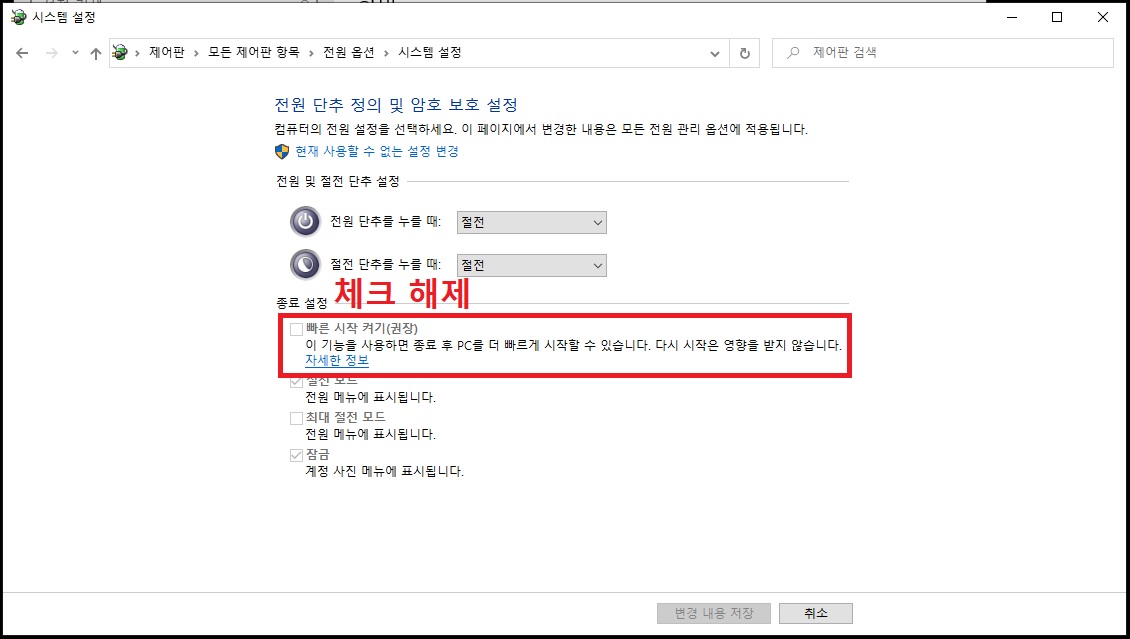 시스템 설정
제어판 › 모든 제어판 항목 › 전원 옵션 › 시스템 설정
제어판 검색
전원 단추 정의 및 암호 보호 설정
컴퓨터의 전원 설정을 선택하세요. 이 페이지에서 변경한 내용은 모든 전원 관리 옵션에 적용됩니다.
현재 사용할 수 없는 설정 변경
전원 및 절전 단추 설정
전원 단추를 누를 때: 절전
절전 단추를 누를 때: 절전
체크 해제
종료 설정
빠른 시작 켜기(권장)
이 기능을 사용하면 종료 후 PC를 더 빠르게 시작할 수 있습니다. 다시 시작은 영향을 받지 않습니다.
자세한 정보
절전 모드
전원 메뉴에 표시됩니다.
최대 절전 모드
전원 메뉴에 표시됩니다.
잠금
계정 사진 메뉴에 표시됩니다.
변경 내용 저장
취소